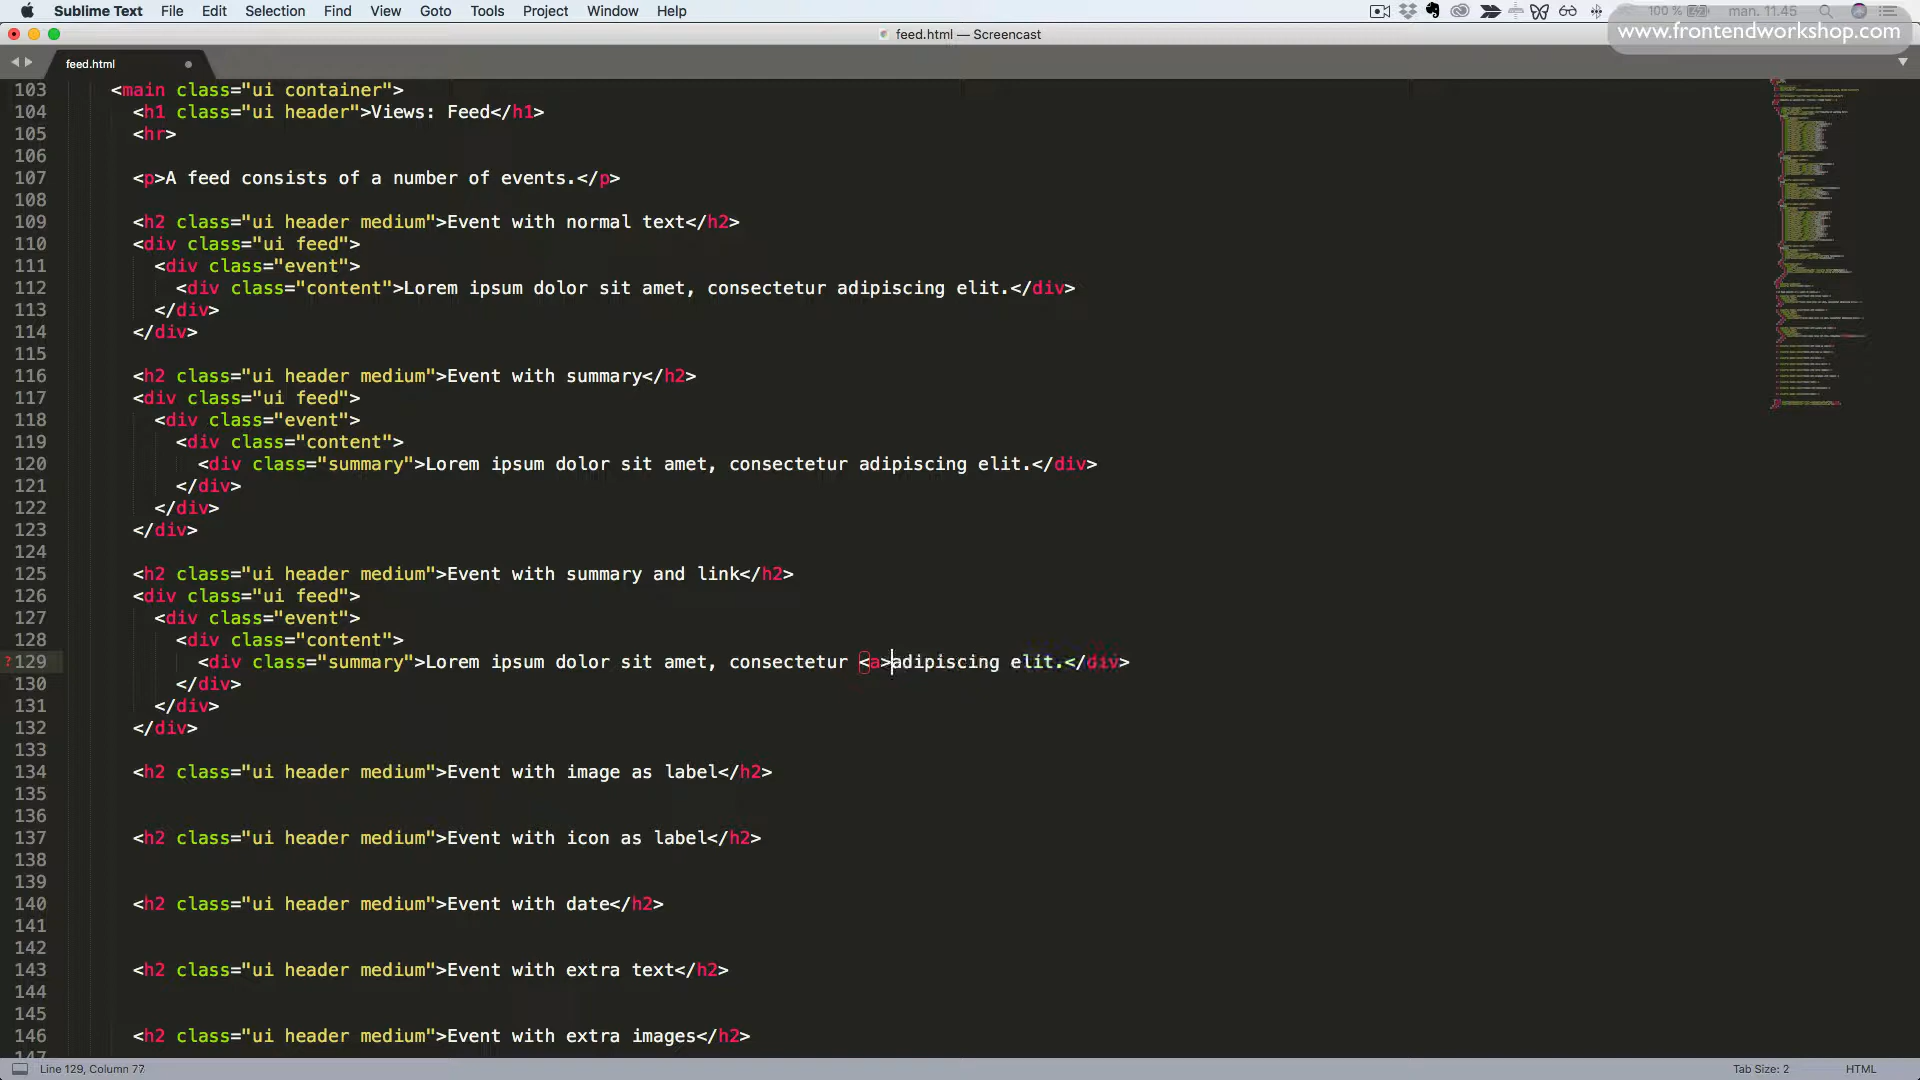 Sublime Text File Edit Selection Find View Goto Tools Project Window Help 100 % man. 11.45
feed.html — Screencast
www.frontendworkshop.com
feed.html
103 <main class="ui container">
104 <h1 class="ui header">Views: Feed</h1>
105 <hr>
106
107 <p>A feed consists of a number of events.</p>
108
109 <h2 class="ui header medium">Event with normal text</h2>
110 <div class="ui feed">
111 <div class="event">
112 <div class="content">Lorem ipsum dolor sit amet, consectetur adipiscing elit.</div>
113 </div>
114 </div>
115
116 <h2 class="ui header medium">Event with summary</h2>
117 <div class="ui feed">
118 <div class="event">
119 <div class="content">
120 <div class="summary">Lorem ipsum dolor sit amet, consectetur adipiscing elit.</div>
121 </div>
122 </div>
123 </div>
124
125 <h2 class="ui header medium">Event with summary and link</h2>
126 <div class="ui feed">
127 <div class="event">
128 <div class="content">
? 129 <div class="summary">Lorem ipsum dolor sit amet, consectetur <a>adipiscing elit.</div>
130 </div>
131 </div>
132 </div>
133
134 <h2 class="ui header medium">Event with image as label</h2>
135
136
137 <h2 class="ui header medium">Event with icon as label</h2>
138
139
140 <h2 class="ui header medium">Event with date</h2>
141
142
143 <h2 class="ui header medium">Event with extra text</h2>
144
145
146 <h2 class="ui header medium">Event with extra images</h2>
147
Line 129, Column 77 Tab Size: 2 HTML